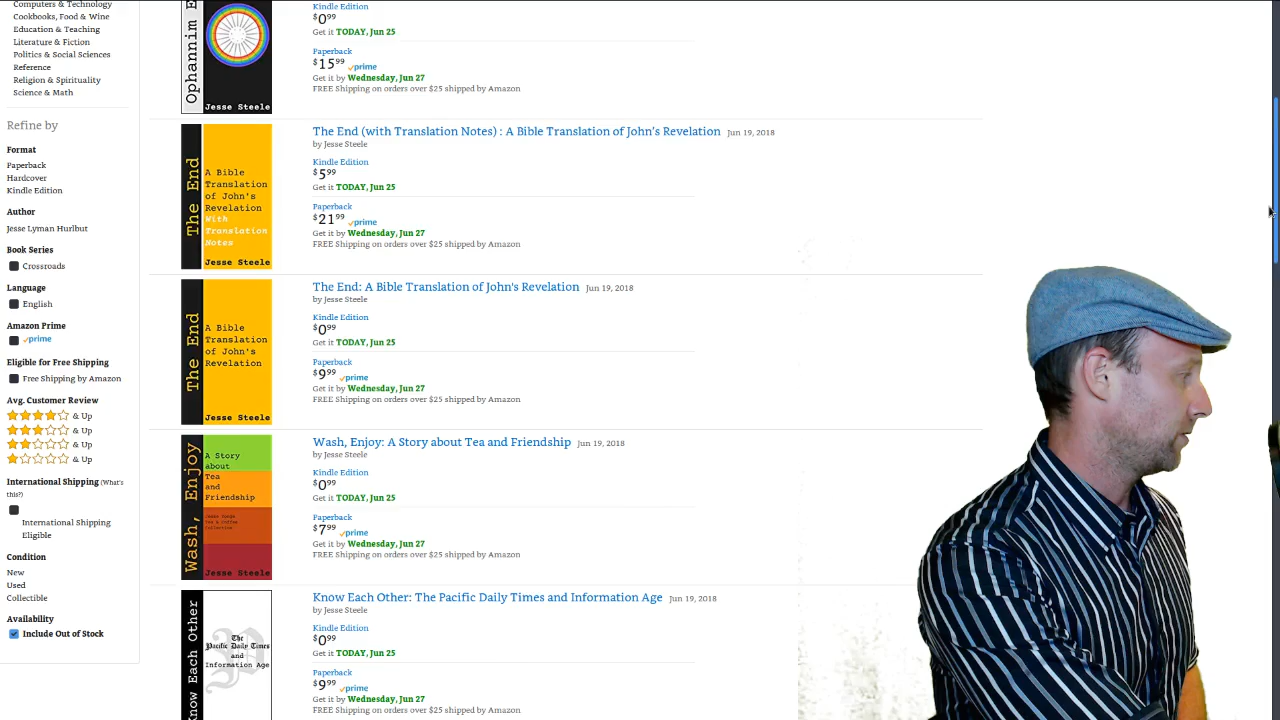 Computers & Technology
Cookbooks, Food & Wine
Education & Teaching
Literature & Fiction
Politics & Social Sciences
Reference
Religion & Spirituality
Science & Math
Refine by
Format
Paperback
Hardcover
Kindle Edition
Author
Jesse Lyman Hurlbut
Book Series
Crossroads
Language
English
Amazon Prime
prime
Eligible for Free Shipping
Free Shipping by Amazon
Avg. Customer Review
& Up
& Up
& Up
& Up
International Shipping (What's
this?)
International Shipping
Eligible
Condition
New
Used
Collectible
Availability
Include Out of Stock
Ophannim E
Jesse Steele
Kindle Edition
$0.99
Get it TODAY, Jun 25
Paperback
$15.99 prime
Get it by Wednesday, Jun 27
FREE Shipping on orders over $25 shipped by Amazon
The End
A Bible
Translation
of John's
Revelation
With
Translation
Notes
Jesse Steele
The End (with Translation Notes) : A Bible Translation of John's Revelation Jun 19, 2018
by Jesse Steele
Kindle Edition
$5.99
Get it TODAY, Jun 25
Paperback
$21.99 prime
Get it by Wednesday, Jun 27
FREE Shipping on orders over $25 shipped by Amazon
The End
A Bible
Translation
of John's
Revelation
Jesse Steele
The End: A Bible Translation of John's Revelation Jun 19, 2018
by Jesse Steele
Kindle Edition
$0.99
Get it TODAY, Jun 25
Paperback
$9.99 prime
Get it by Wednesday, Jun 27
FREE Shipping on orders over $25 shipped by Amazon
Wash, Enjoy
A Story
about
Tea
and
Friendship
Jesse Steele
Wash, Enjoy: A Story about Tea and Friendship Jun 19, 2018
by Jesse Steele
Kindle Edition
$0.99
Get it TODAY, Jun 25
Paperback
$7.99 prime
Get it by Wednesday, Jun 27
FREE Shipping on orders over $25 shipped by Amazon
Know Each Other
The
Pacific Daily Times
and
Information Age
Know Each Other: The Pacific Daily Times and Information Age Jun 19, 2018
by Jesse Steele
Kindle Edition
$0.99
Get it TODAY, Jun 25
Paperback
$9.99 prime
Get it by Wednesday, Jun 27
FREE Shipping on orders over $25 shipped by Amazon